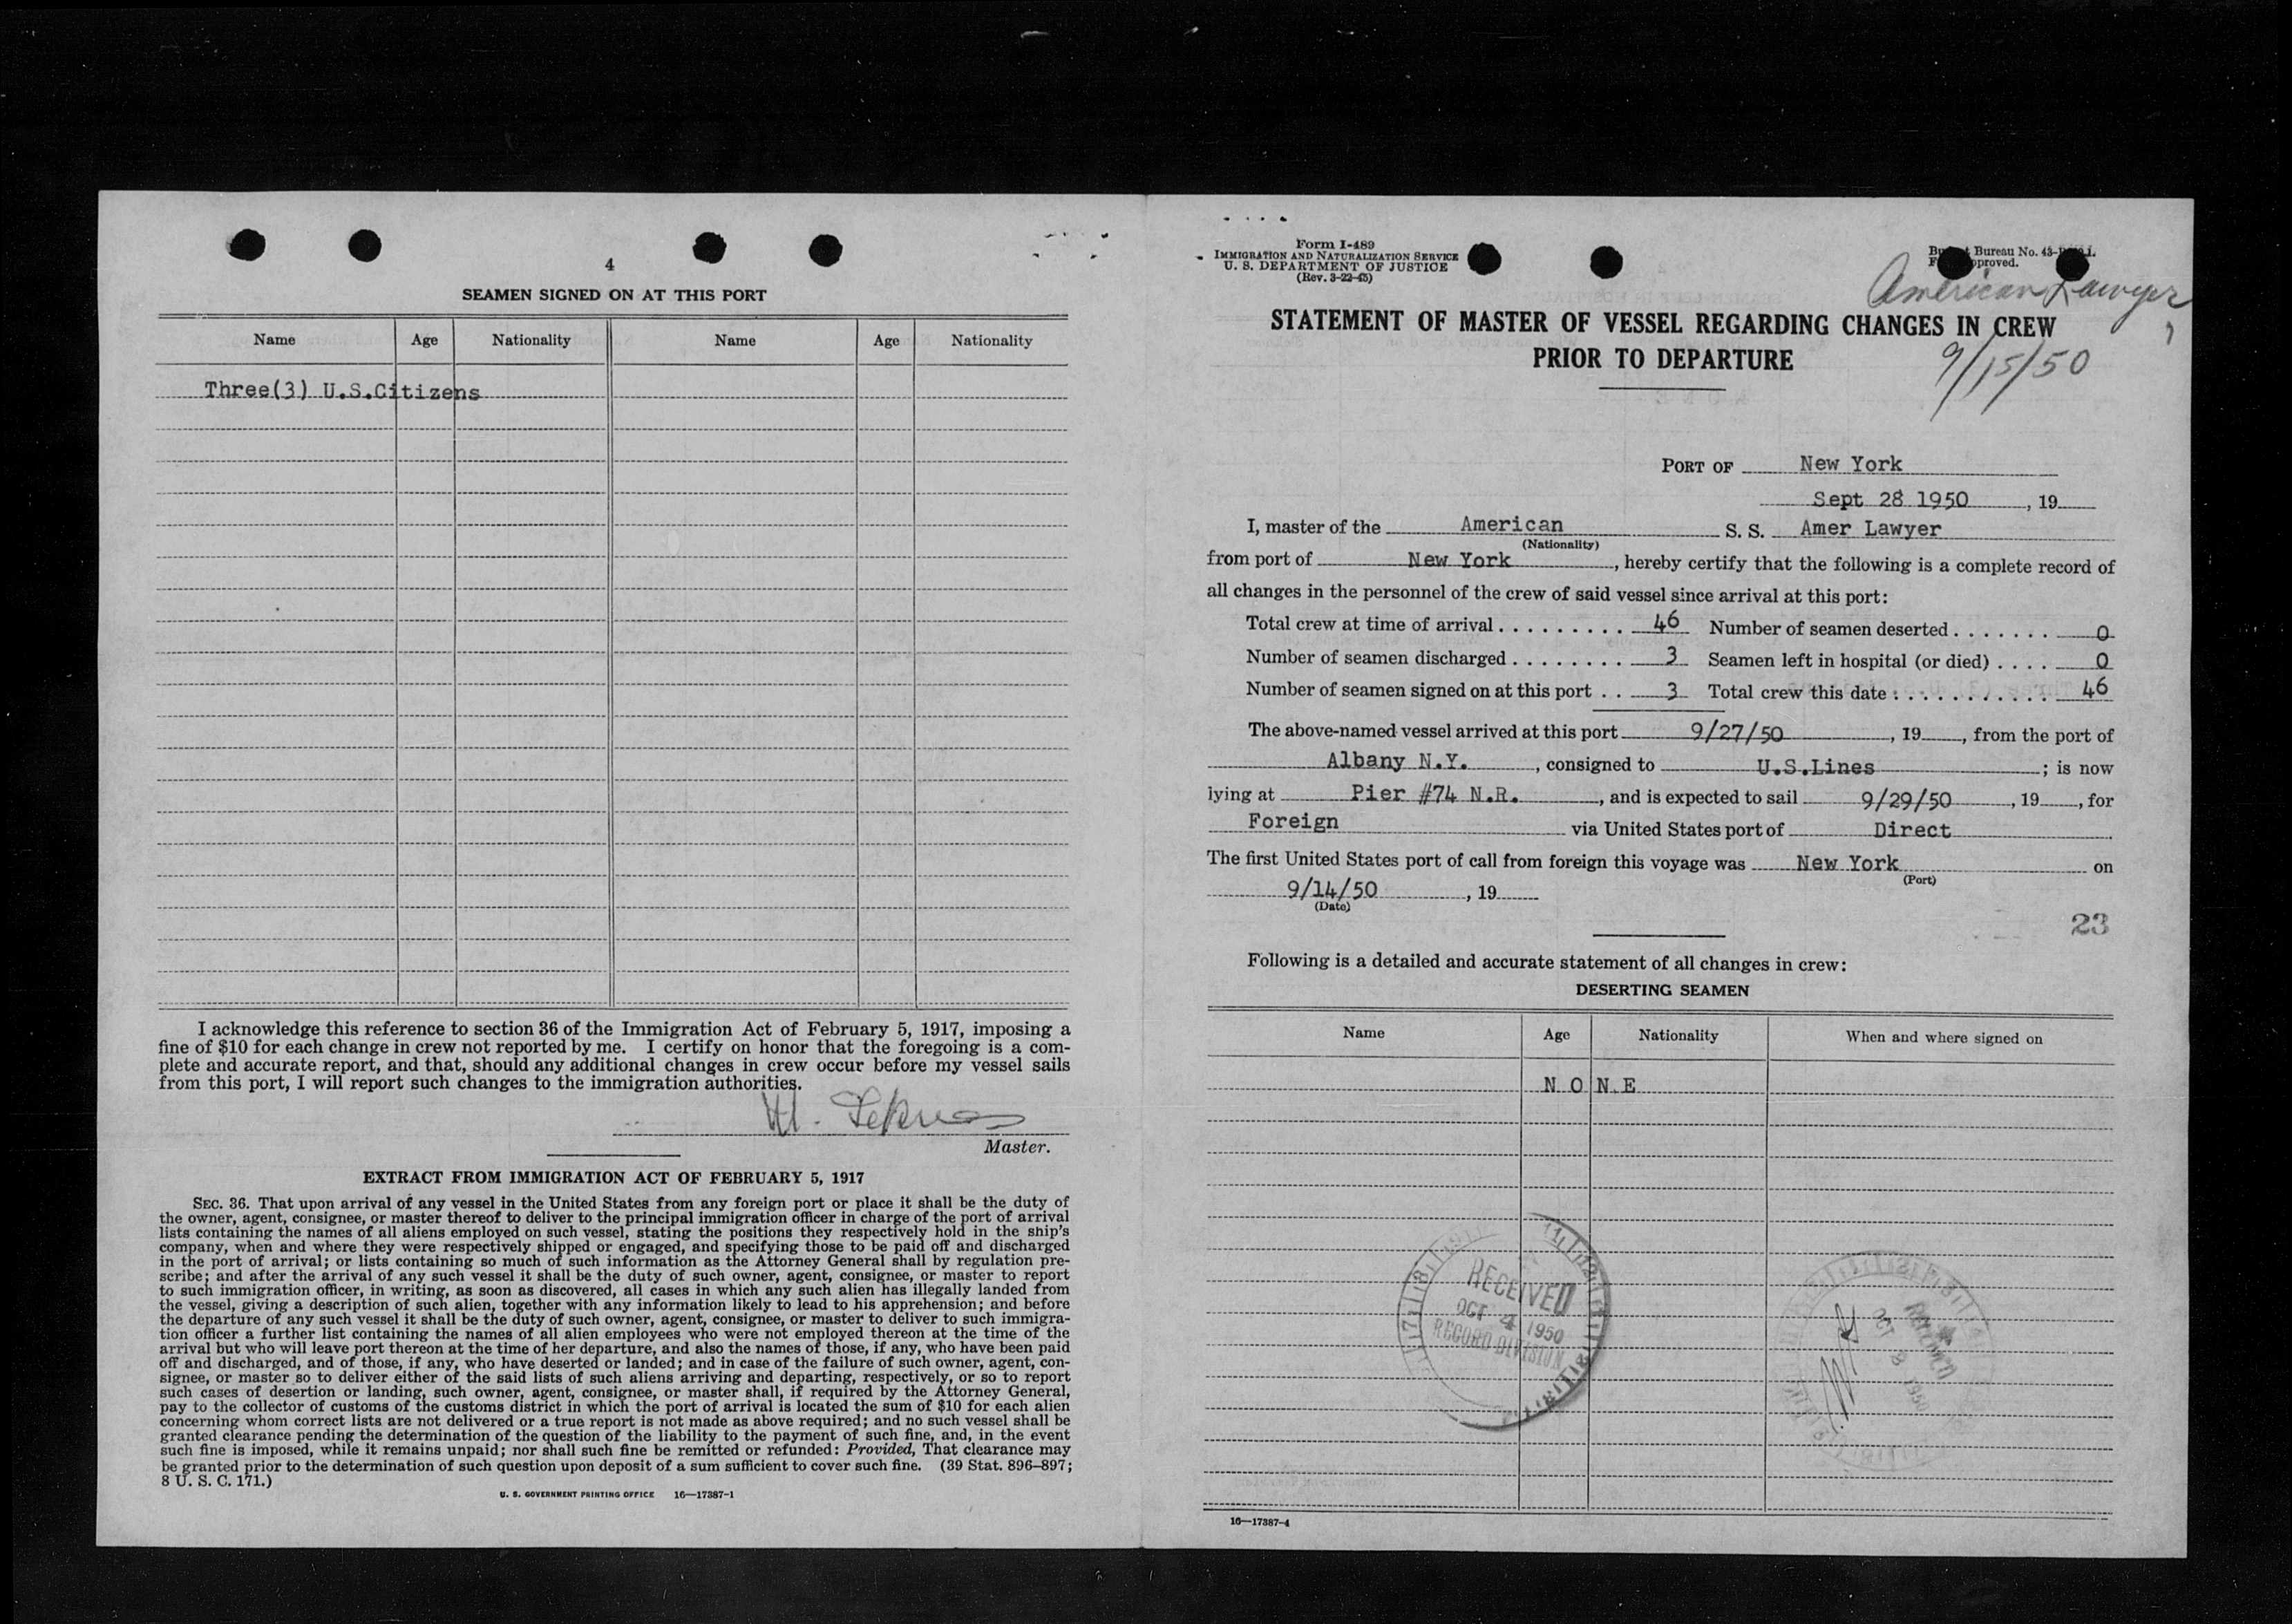 4
SEAMEN SIGNED ON AT THIS PORT
Name Age Nationality Name Age Nationality
Three(3) U.S.Citizens
I acknowledge this reference to section 36 of the Immigration Act of February 5, 1917, imposing a
fine of $10 for each change in crew not reported by me. I certify on honor that the foregoing is a com-
plete and accurate report, and that, should any additional changes in crew occur before my vessel sails
from this port, I will report such changes to the immigration authorities.
Master.
EXTRACT FROM IMMIGRATION ACT OF FEBRUARY 5, 1917
SEC. 36. That upon arrival of any vessel in the United States from any foreign port or place it shall be the duty of
the owner, agent, consignee, or master thereof to deliver to the principal immigration officer in charge of the port of arrival
lists containing the names of all aliens employed on such vessel, stating the positions they respectively hold in the ship's
company, when and where they were respectively shipped or engaged, and specifying those to be paid off and discharged
in the port of arrival; or lists containing so much of such information as the Attorney General shall by regulation pre-
scribe; and after the arrival of any such vessel it shall be the duty of such owner, agent, consignee, or master to report
to such immigration officer, in writing, as soon as discovered, all cases in which any such alien has illegally landed from
the vessel, giving a description of such alien, together with any information likely to lead to his apprehension; and before
the departure of any such vessel it shall be the duty of such owner, agent, consignee, or master to deliver to such immigra-
tion officer a further list containing the names of all alien employees who were not employed thereon at the time of the
arrival but who will leave port thereon at the time of her departure, and also the names of those, if any, who have been paid
off and discharged, and of those, if any, who have deserted or landed; and in case of the failure of such owner, agent, con-
signee, or master so to deliver either of the said lists of such aliens arriving and departing, respectively, or so to report
such cases of desertion or landing, such owner, agent, consignee, or master shall, if required by the Attorney General,
pay to the collector of customs of the customs district in which the port of arrival is located the sum of $10 for each alien
concerning whom correct lists are not delivered or a true report is not made as above required; and no such vessel shall be
granted clearance pending the determination of the question of the liability to the payment of such fine, and, in the event
such fine is imposed, while it remains unpaid; nor shall such fine be remitted or refunded: Provided, That clearance may
be granted prior to the determination of such question upon deposit of a sum sufficient to cover such fine. (39 Stat. 896–897;
8 U. S. C. 171.)
U. S. GOVERNMENT PRINTING OFFICE 16—17387-1
Form I-489
IMMIGRATION AND NATURALIZATION SERVICE
U. S. DEPARTMENT OF JUSTICE
(Rev. 3-22-45)
Bureau No. 43-
American Lawyer
STATEMENT OF MASTER OF VESSEL REGARDING CHANGES IN CREW
PRIOR TO DEPARTURE
9/15/50
PORT OF New York
Sept 28 1950 , 19
I, master of the American S. S. Amer Lawyer
(Nationality)
from port of New York , hereby certify that the following is a complete record of
all changes in the personnel of the crew of said vessel since arrival at this port:
Total crew at time of arrival . . . . . . . . . 46 Number of seamen deserted . . . . . . . 0
Number of seamen discharged . . . . . . . . 3 Seamen left in hospital (or died) . . . . 0
Number of seamen signed on at this port . . 3 Total crew this date . . . . . . . . . . . . 46
The above-named vessel arrived at this port 9/27/50 , 19 , from the port of
Albany N.Y. , consigned to U.S.Lines ; is now
lying at Pier #74 N.R. , and is expected to sail 9/29/50 , 19 , for
Foreign via United States port of Direct .
The first United States port of call from foreign this voyage was New York on
(Port)
9/14/50 , 19
(Date)
23
Following is a detailed and accurate statement of all changes in crew:
DESERTING SEAMEN
Name Age Nationality When and where signed on
N O N E
RECEIVED
OCT 4 1950
RECORD DIVISION
OCT 3 1950
16—17387-4